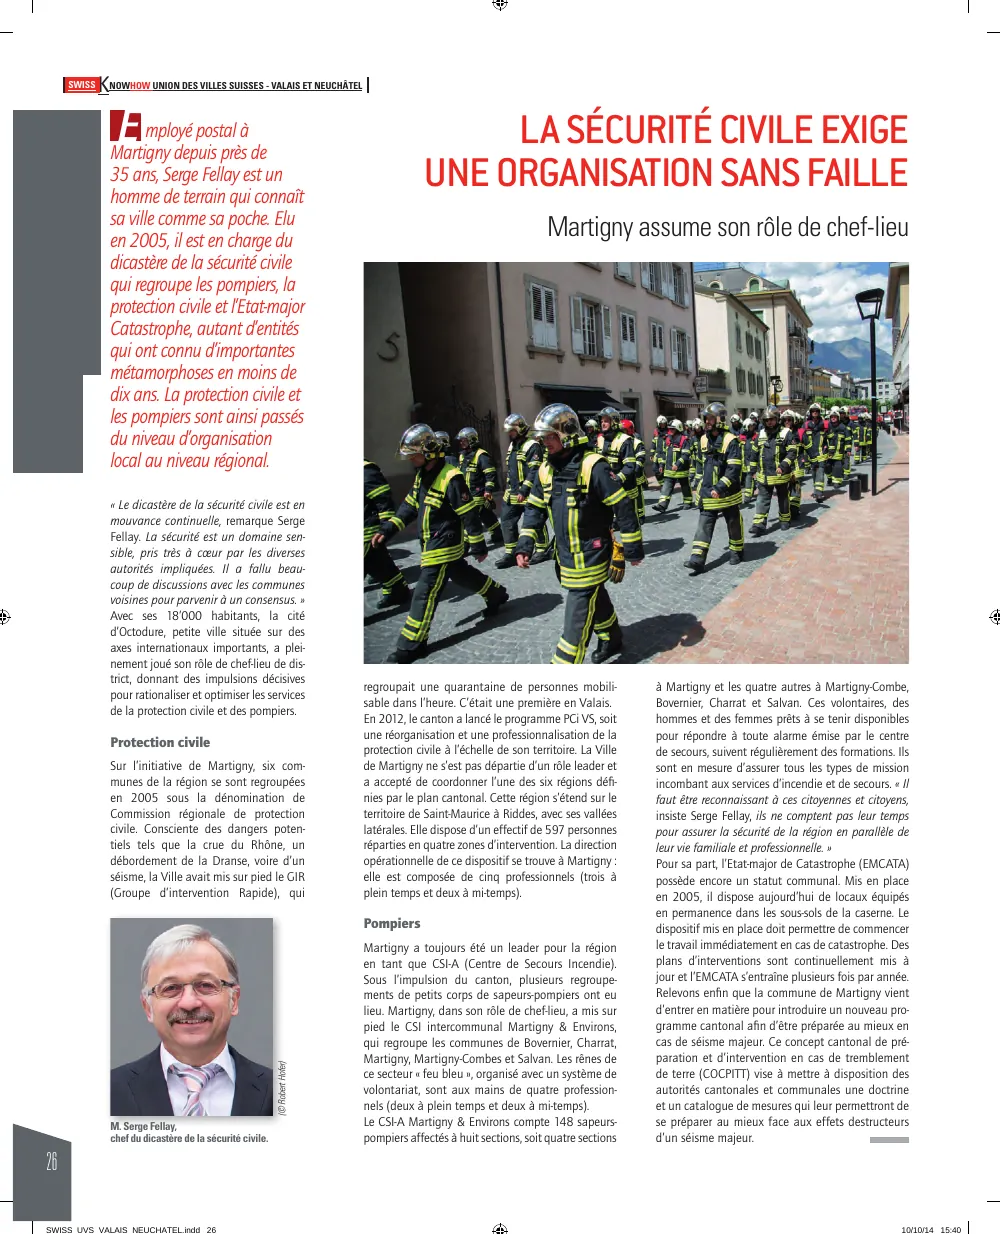 SWISS KNOWHOW UNION DES VILLES SUISSES - VALAIS ET NEUCHÂTEL
LA SÉCURITÉ CIVILE EXIGE
UNE ORGANISATION SANS FAILLE
Martigny assume son rôle de chef-lieu
Employé postal à
Martigny depuis près de
35 ans, Serge Fellay est un
homme de terrain qui connaît
sa ville comme sa poche. Elu
en 2005, il est en charge du
dicastère de la sécurité civile
qui regroupe les pompiers, la
protection civile et l'Etat-major
Catastrophe, autant d'entités
qui ont connu d'importantes
métamorphoses en moins de
dix ans. La protection civile et
les pompiers sont ainsi passés
du niveau d'organisation
local au niveau régional.
« Le dicastère de la sécurité civile est en
mouvance continuelle, remarque Serge
Fellay. La sécurité est un domaine sen-
sible, pris très à cœur par les diverses
autorités impliquées. Il a fallu beau-
coup de discussions avec les communes
voisines pour parvenir à un consensus. »
Avec ses 18'000 habitants, la cité
d'Octodure, petite ville située sur des
axes internationaux importants, a plei-
nement joué son rôle de chef-lieu de dis-
trict, donnant des impulsions décisives
pour rationaliser et optimiser les services
de la protection civile et des pompiers.
Protection civile
Sur l'initiative de Martigny, six com-
munes de la région se sont regroupées
en 2005 sous la dénomination de
Commission régionale de protection
civile. Consciente des dangers poten-
tiels tels que la crue du Rhône, un
débordement de la Dranse, voire d'un
séisme, la Ville avait mis sur pied le GIR
(Groupe d'intervention Rapide), qui
(© Robert Hofer)
M. Serge Fellay,
chef du dicastère de la sécurité civile.
5
regroupait une quarantaine de personnes mobili-
sable dans l'heure. C'était une première en Valais.
En 2012, le canton a lancé le programme PCi VS, soit
une réorganisation et une professionnalisation de la
protection civile à l'échelle de son territoire. La Ville
de Martigny ne s'est pas départie d'un rôle leader et
a accepté de coordonner l'une des six régions défi-
nies par le plan cantonal. Cette région s'étend sur le
territoire de Saint-Maurice à Riddes, avec ses vallées
latérales. Elle dispose d'un effectif de 597 personnes
réparties en quatre zones d'intervention. La direction
opérationnelle de ce dispositif se trouve à Martigny :
elle est composée de cinq professionnels (trois à
plein temps et deux à mi-temps).
Pompiers
Martigny a toujours été un leader pour la région
en tant que CSI-A (Centre de Secours Incendie).
Sous l'impulsion du canton, plusieurs regroupe-
ments de petits corps de sapeurs-pompiers ont eu
lieu. Martigny, dans son rôle de chef-lieu, a mis sur
pied le CSI intercommunal Martigny & Environs,
qui regroupe les communes de Bovernier, Charrat,
Martigny, Martigny-Combes et Salvan. Les rênes de
ce secteur « feu bleu », organisé avec un système de
volontariat, sont aux mains de quatre profession-
nels (deux à plein temps et deux à mi-temps).
Le CSI-A Martigny & Environs compte 148 sapeurs-
pompiers affectés à huit sections, soit quatre sections
à Martigny et les quatre autres à Martigny-Combe,
Bovernier, Charrat et Salvan. Ces volontaires, des
hommes et des femmes prêts à se tenir disponibles
pour répondre à toute alarme émise par le centre
de secours, suivent régulièrement des formations. Ils
sont en mesure d'assurer tous les types de mission
incombant aux services d'incendie et de secours. « Il
faut être reconnaissant à ces citoyennes et citoyens,
insiste Serge Fellay, ils ne comptent pas leur temps
pour assurer la sécurité de la région en parallèle de
leur vie familiale et professionnelle. »
Pour sa part, l'Etat-major de Catastrophe (EMCATA)
possède encore un statut communal. Mis en place
en 2005, il dispose aujourd'hui de locaux équipés
en permanence dans les sous-sols de la caserne. Le
dispositif mis en place doit permettre de commencer
le travail immédiatement en cas de catastrophe. Des
plans d'interventions sont continuellement mis à
jour et l'EMCATA s'entraîne plusieurs fois par année.
Relevons enfin que la commune de Martigny vient
d'entrer en matière pour introduire un nouveau pro-
gramme cantonal afin d'être préparée au mieux en
cas de séisme majeur. Ce concept cantonal de pré-
paration et d'intervention en cas de tremblement
de terre (COCPITT) vise à mettre à disposition des
autorités cantonales et communales une doctrine
et un catalogue de mesures qui leur permettront de
se préparer au mieux face aux effets destructeurs
d'un séisme majeur.
26
SWISS_UVS_VALAIS_NEUCHATEL.indd 26
10/10/14 15:40